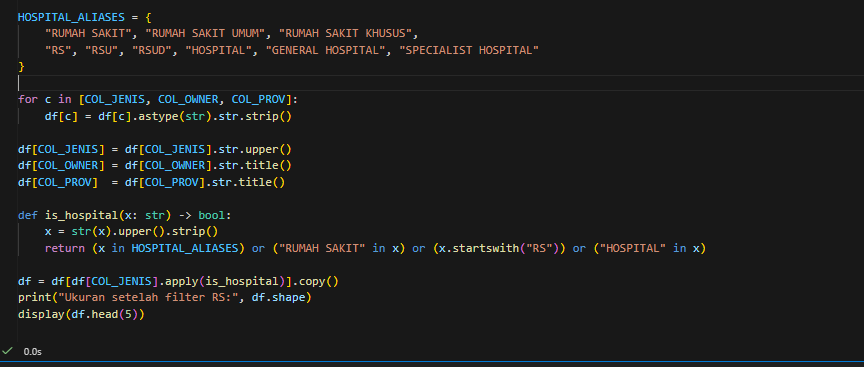 HOSPITAL_ALIASES = {
    "RUMAH SAKIT", "RUMAH SAKIT UMUM", "RUMAH SAKIT KHUSUS",
    "RS", "RSU", "RSUD", "HOSPITAL", "GENERAL HOSPITAL", "SPECIALIST HOSPITAL"
}
for c in [COL_JENIS, COL_OWNER, COL_PROV]:
    df[c] = df[c].astype(str).str.strip()
df[COL_JENIS] = df[COL_JENIS].str.upper()
df[COL_OWNER] = df[COL_OWNER].str.title()
df[COL_PROV]  = df[COL_PROV].str.title()
def is_hospital(x: str) -> bool:
    x = str(x).upper().strip()
    return (x in HOSPITAL_ALIASES) or ("RUMAH SAKIT" in x) or (x.startswith("RS")) or ("HOSPITAL" in x)
df = df[df[COL_JENIS].apply(is_hospital)].copy()
print("Ukuran setelah filter RS:", df.shape)
display(df.head(5))
0.0s